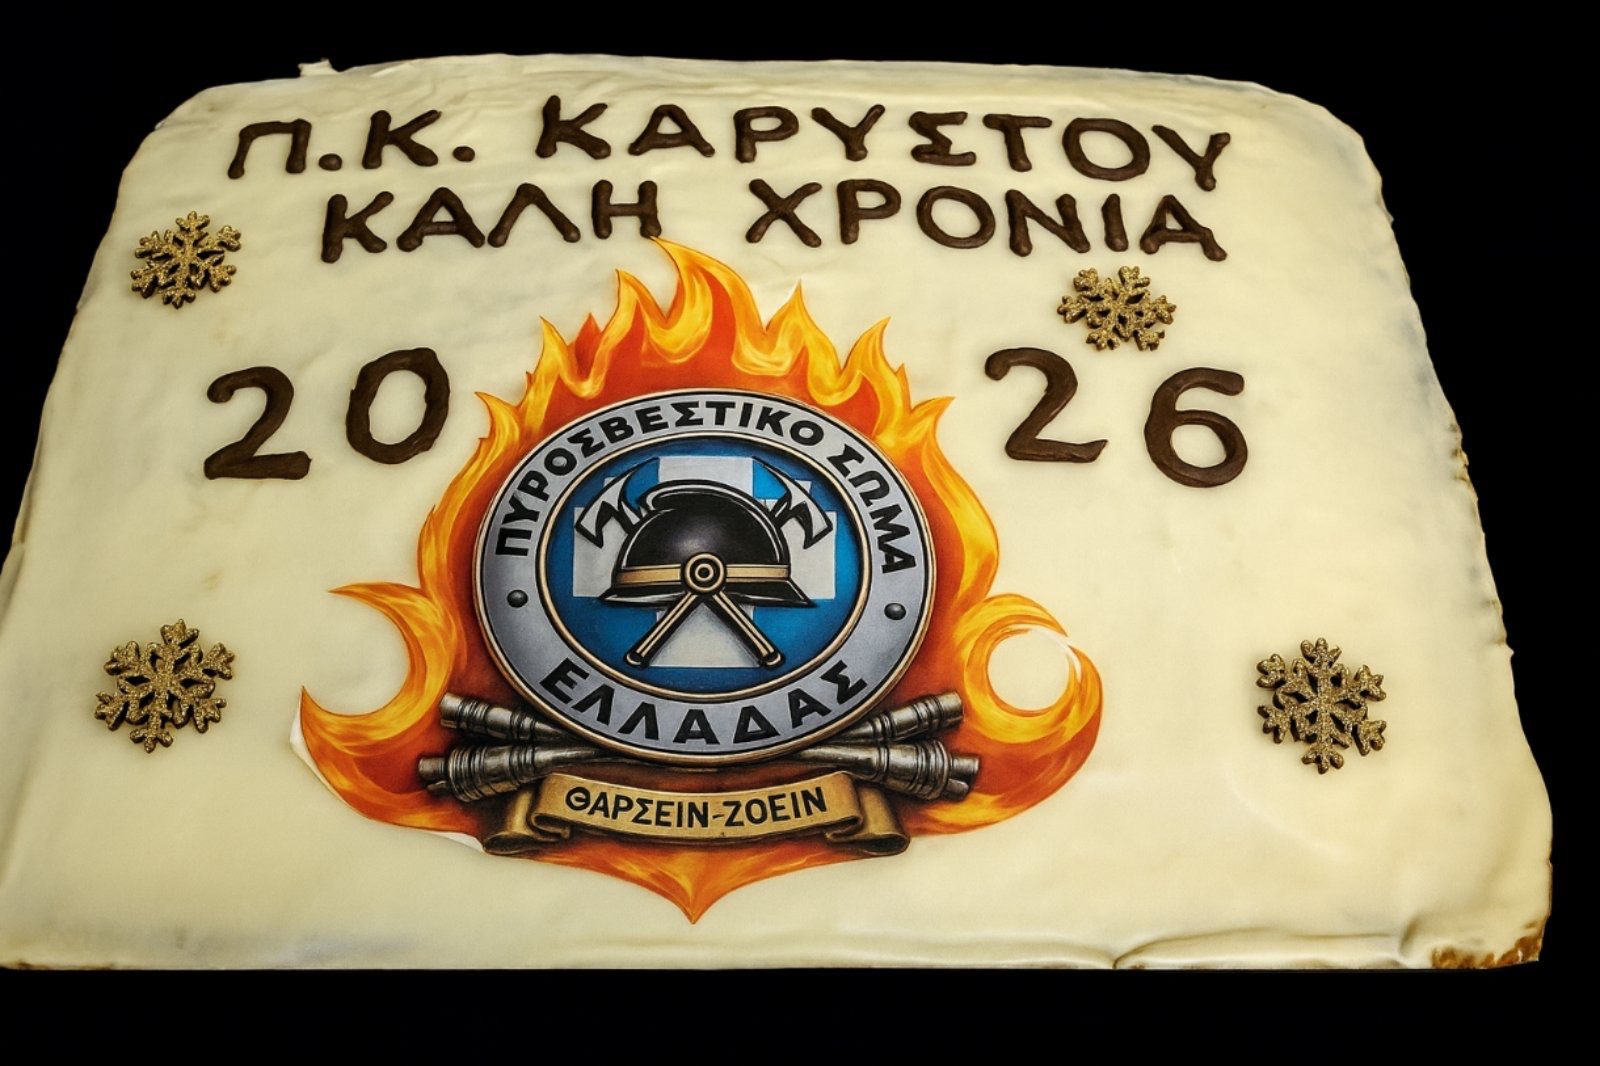 Π.Κ. ΚΑΡΥΣΤΟΥ
ΚΑΛΗ ΧΡΟΝΙΑ
20 26
ΠΥΡΟΣΒΕΣΤΙΚΟ ΣΩΜΑ
ΕΛΛΑΔΑΣ
ΘΑΡΣΕΙΝ-ΖΟΕΙΝ